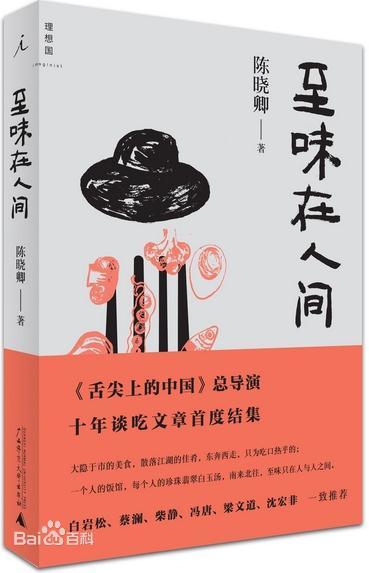 理想国
imaginist
至味在人间
陈晓卿——著
至味在人间
陈晓卿——著
《舌尖上的中国》总导演
十年谈吃文章首度结集
大隐于市的美食，散落江湖的佳肴，东奔西走，只为吃口热乎的；
一个人的饭馆，每个人的珍珠翡翠白玉汤，南来北往，至味只在人与人之间。
白岩松、蔡澜、柴静、冯唐、梁文道、沈宏非 一致推荐
广西师范大学出版社
Bai百科